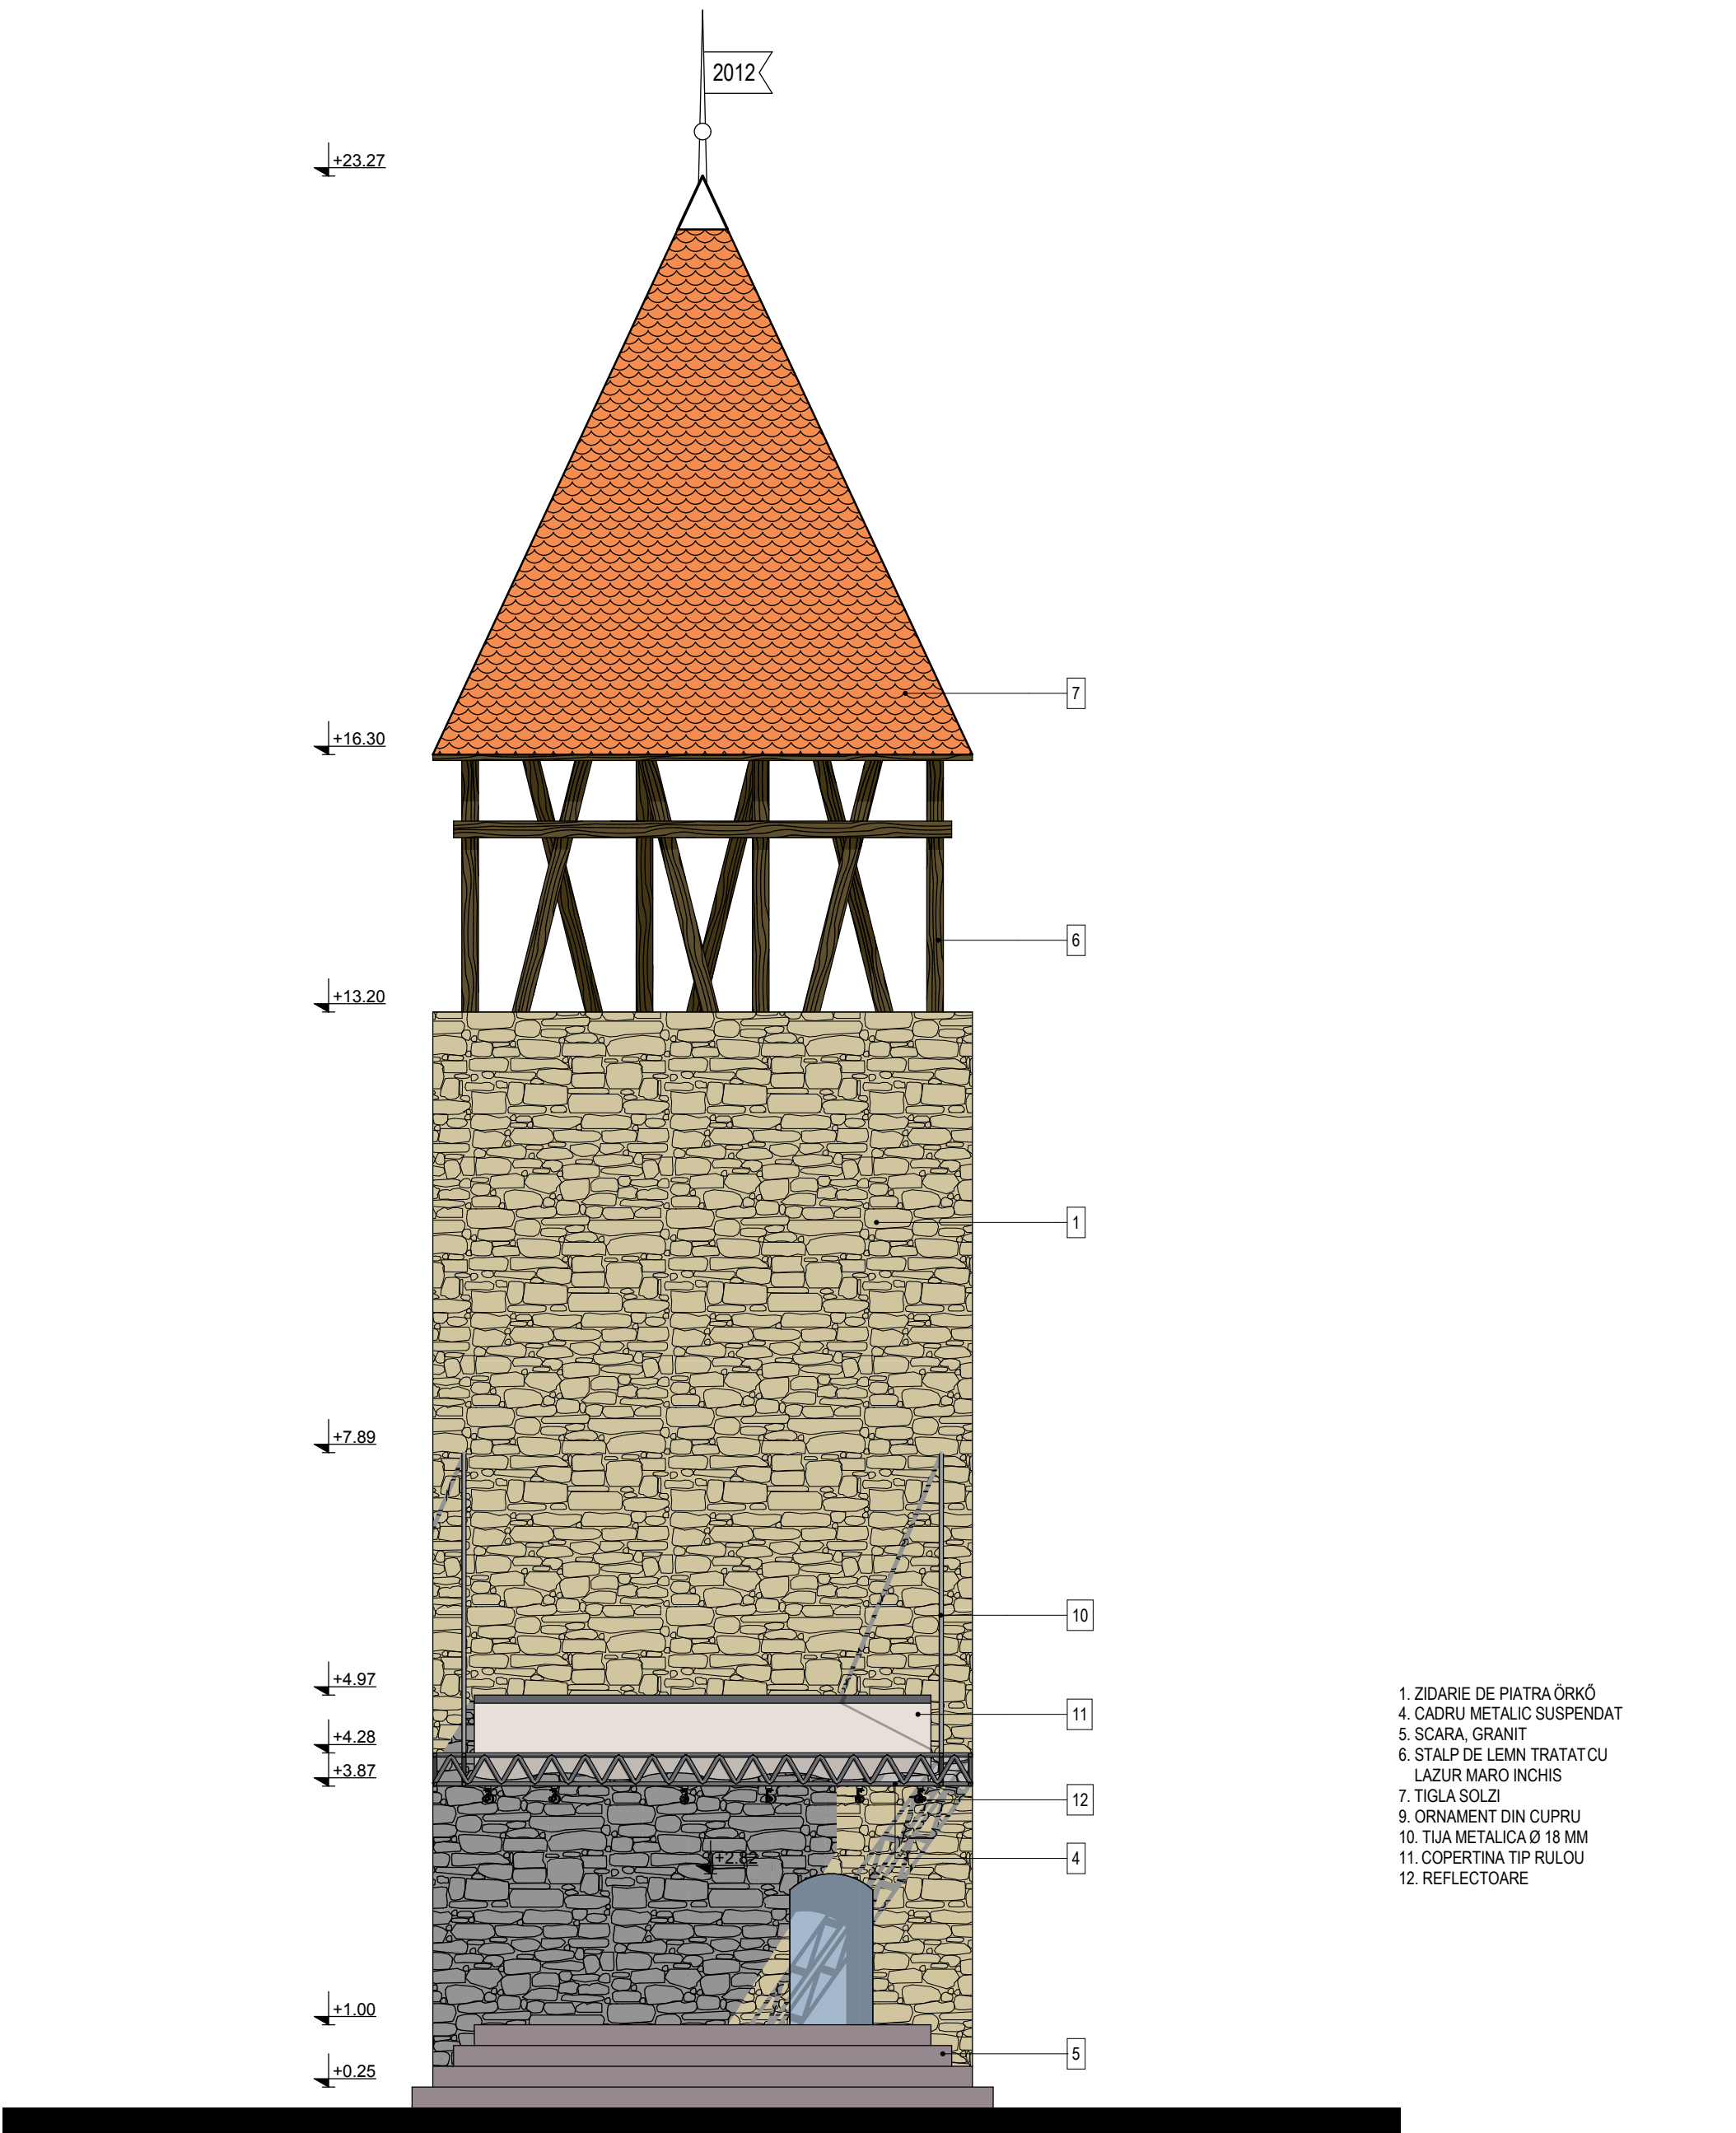 2012
+23.27
7
+16.30
6
+13.20
1
+7.89
10
+4.97
11
+4.28
+3.87
12
+2.82
4
+1.00
5
+0.25
1. ZIDARIE DE PIATRA ÖRKŐ
4. CADRU METALIC SUSPENDAT
5. SCARA, GRANIT
6. STALP DE LEMN TRATAT CU
LAZUR MARO INCHIS
7. TIGLA SOLZI
9. ORNAMENT DIN CUPRU
10. TIJA METALICA Ø 18 MM
11. COPERTINA TIP RULOU
12. REFLECTOARE